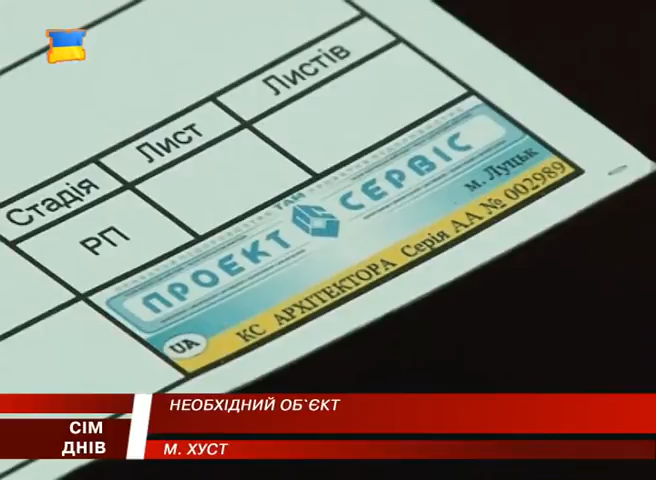 Стадія
Лист
Листів
РП
ТАМ
ПРОЕКТ СЕРВІС
м. Луцьк
UA
КС АРХІТЕКТОРА Серія АА № 002989
НЕОБХІДНИЙ ОБ`ЄКТ
СІМ
ДНІВ
М. ХУСТ